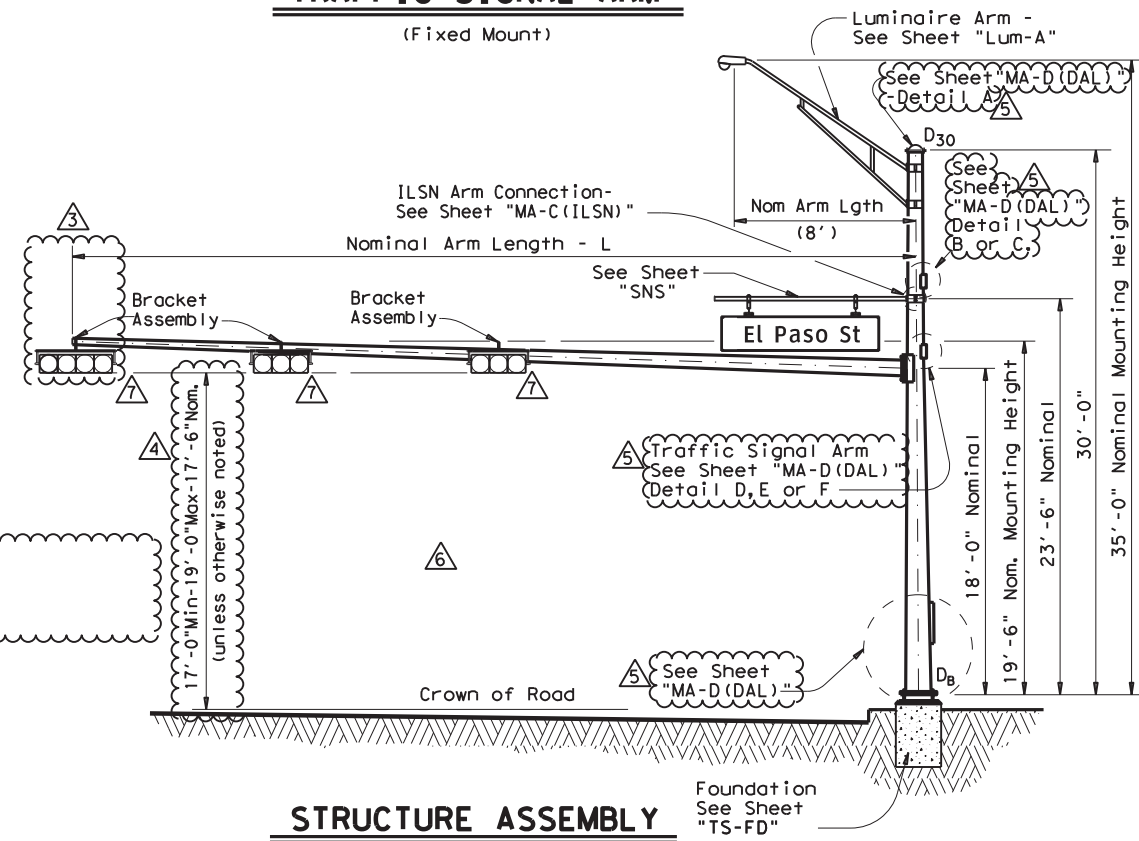 (Fixed Mount)
Luminaire Arm -
See Sheet "Lum-A"
See Sheet "MA-D(DAL)"
-Detail A
5
D30
See
Sheet
"MA-D(DAL)"
Detail
B or C.
5
ILSN Arm Connection-
See Sheet "MA-C(ILSN)"
Nom Arm Lgth
(8')
3
Nominal Arm Length - L
See Sheet
"SNS"
Bracket
Assembly
Bracket
Assembly
El Paso St
7
7
7
4
17'-0"Min-19'-0"Max-17'-6"Nom.
(unless otherwise noted)
5
Traffic Signal Arm
See Sheet "MA-D(DAL)"
Detail D,E or F
6
18'-0" Nominal
19'-6" Nom. Mounting Height
23'-6" Nominal
30'-0"
35'-0" Nominal Mounting Height
5
See Sheet
"MA-D(DAL)"
DB
Crown of Road
Foundation
See Sheet
"TS-FD"
STRUCTURE ASSEMBLY